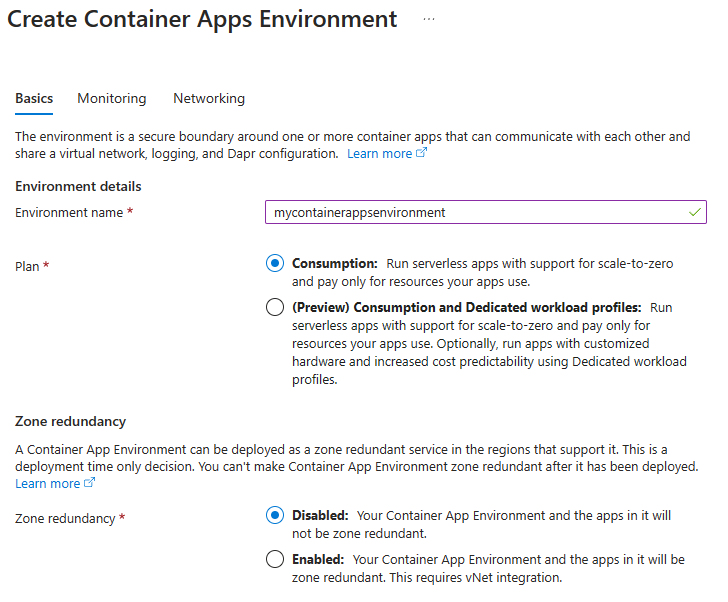 Create Container Apps Environment ...
Basics Monitoring Networking
The environment is a secure boundary around one or more container apps that can communicate with each other and
share a virtual network, logging, and Dapr configuration. Learn more
Environment details
Environment name * mycontainerappsenvironment
Plan * Consumption: Run serverless apps with support for scale-to-zero
and pay only for resources your apps use.
(Preview) Consumption and Dedicated workload profiles: Run
serverless apps with support for scale-to-zero and pay only for
resources your apps use. Optionally, run apps with customized
hardware and increased cost predictability using Dedicated workload
profiles.
Zone redundancy
A Container App Environment can be deployed as a zone redundant service in the regions that support it. This is a
deployment time only decision. You can't make Container App Environment zone redundant after it has been deployed.
Learn more
Zone redundancy * Disabled: Your Container App Environment and the apps in it will
not be zone redundant.
Enabled: Your Container App Environment and the apps in it will be
zone redundant. This requires vNet integration.